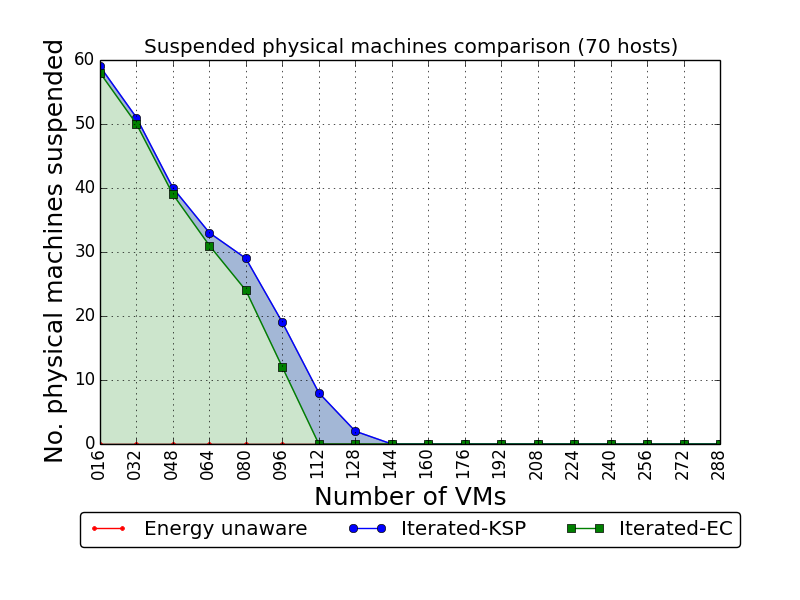 Suspended physical machines comparison (70 hosts)
No. physical machines suspended
60
50
40
30
20
10
0
016 032 048 064 080 096 112 128 144 160 176 192 208 224 240 256 272 288
Number of VMs
Energy unaware Iterated-KSP Iterated-EC